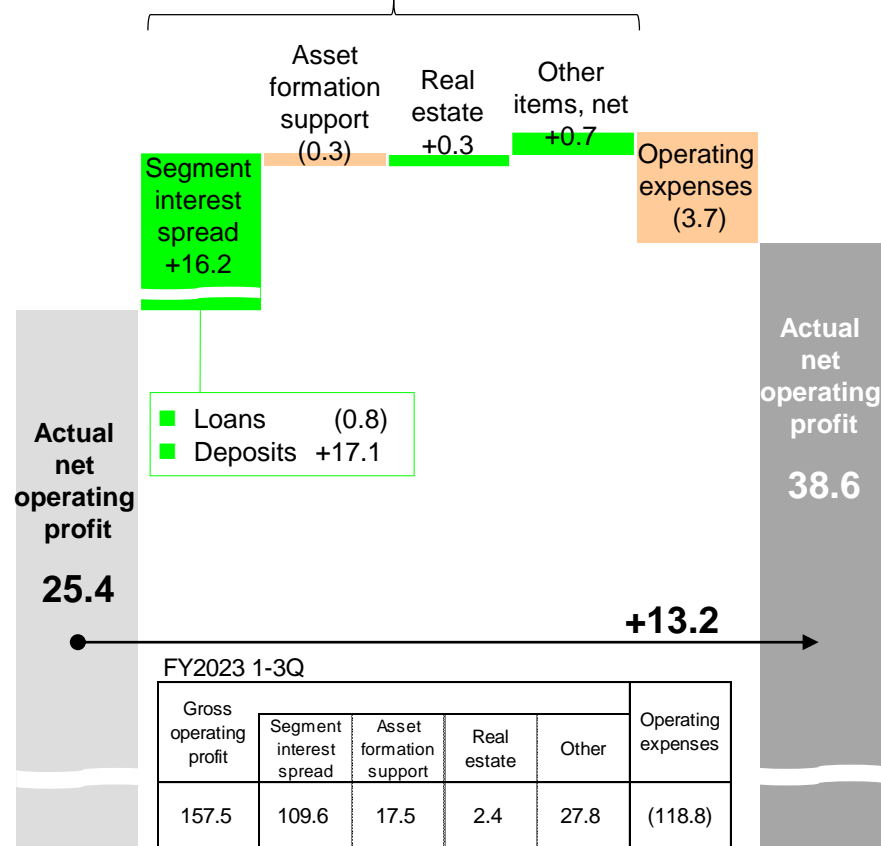 Asset
formation
support
(0.3)
Real
estate
+0.3
Other
items, net
+0.7
Segment
interest
spread
+16.2
Operating
expenses
(3.7)
■ Loans (0.8)
■ Deposits +17.1
Actual
net
operating
profit
25.4
Actual
net
operating
profit
38.6
+13.2
FY2023 1-3Q
Gross
operating
profit
Segment
interest
spread
Asset
formation
support
Real
estate
Other
Operating
expenses
157.5 109.6 17.5 2.4 27.8 (118.8)